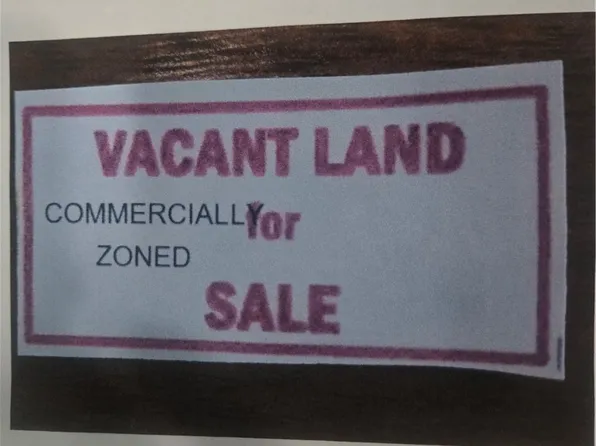 VACANT LAND
COMMERCIALLY
for
ZONED
SALE